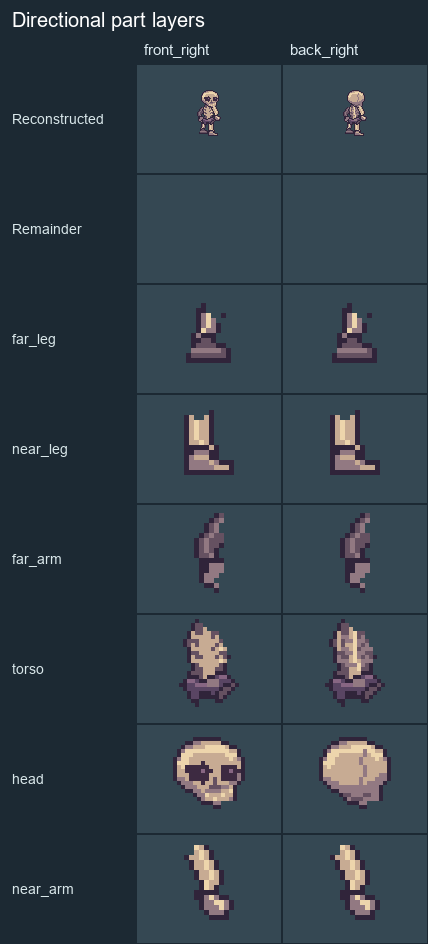 Directional part layers
front_right back_right
Reconstructed
Remainder
far_leg
near_leg
far_arm
torso
head
near_arm